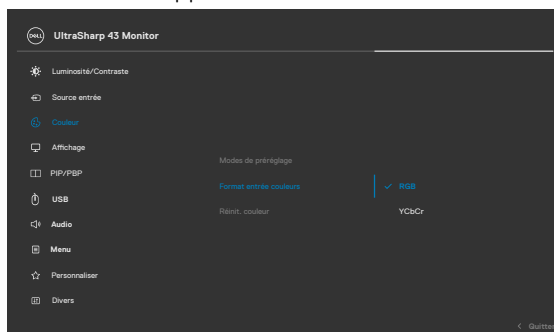 DELL
UltraSharp 43 Monitor
Luminosité/Contraste
Source entrée
Couleur
Affichage
Modes de préréglage
PIP/PBP
Format entrée couleurs
RGB
USB
Réinit. couleur
YCbCr
Audio
Menu
Personnaliser
Divers
Quitter